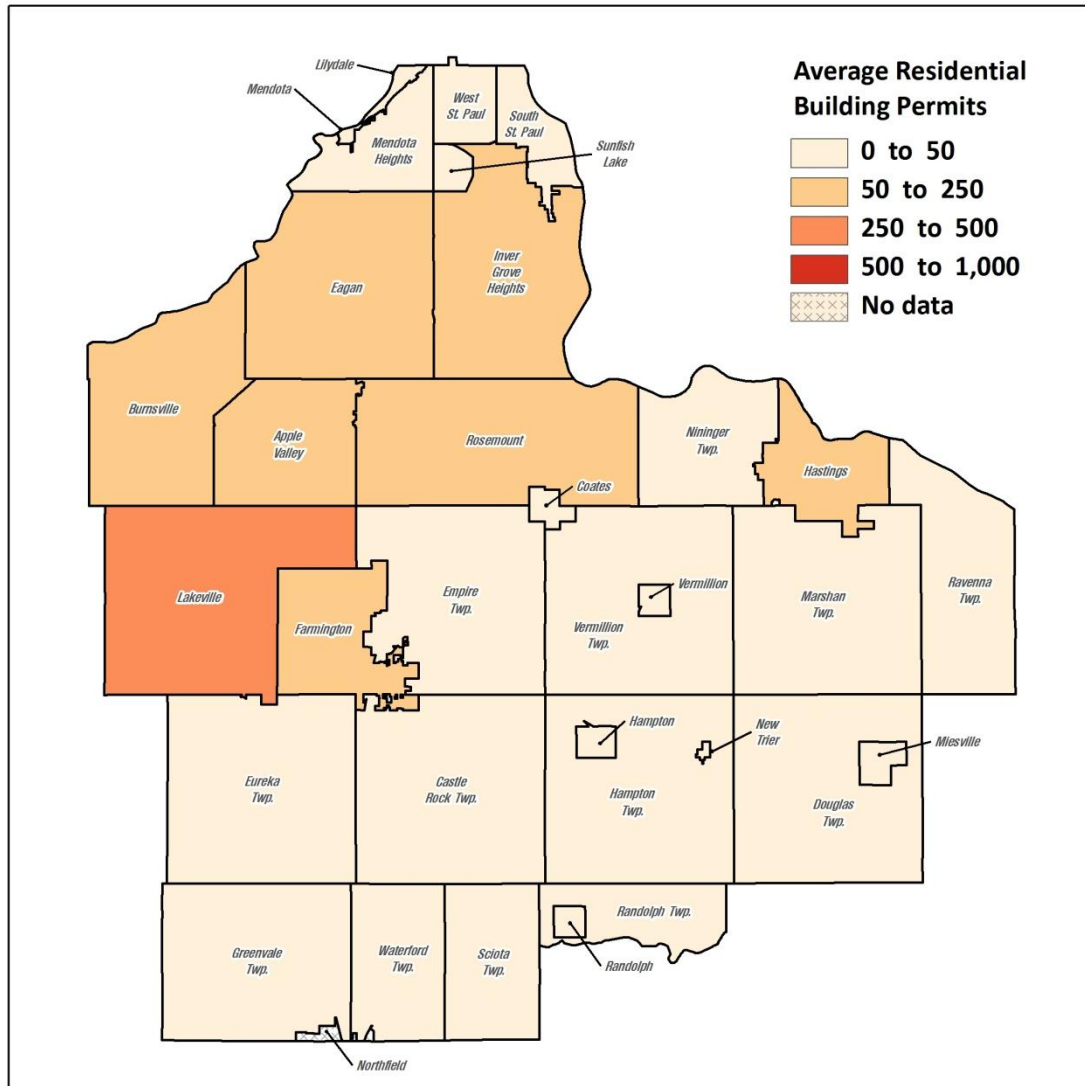 Average Residential
Building Permits
0 to 50
50 to 250
250 to 500
500 to 1,000
No data
Lilydale
Mendota
West
St. Paul
South
St. Paul
Mendota
Heights
Sunfish
Lake
Inver
Grove
Heights
Eagan
Burnsville
Apple
Valley
Rosemount
Nininger
Twp.
Hastings
Coates
Lakeville
Empire
Twp.
Vermillion
Marshan
Twp.
Ravenna
Twp.
Farmington
Vermillion
Twp.
Hampton
New
Trier
Miesville
Eureka
Twp.
Castle
Rock Twp.
Hampton
Twp.
Douglas
Twp.
Randolph Twp.
Greenvale
Twp.
Waterford
Twp.
Sciota
Twp.
Randolph
Northfield